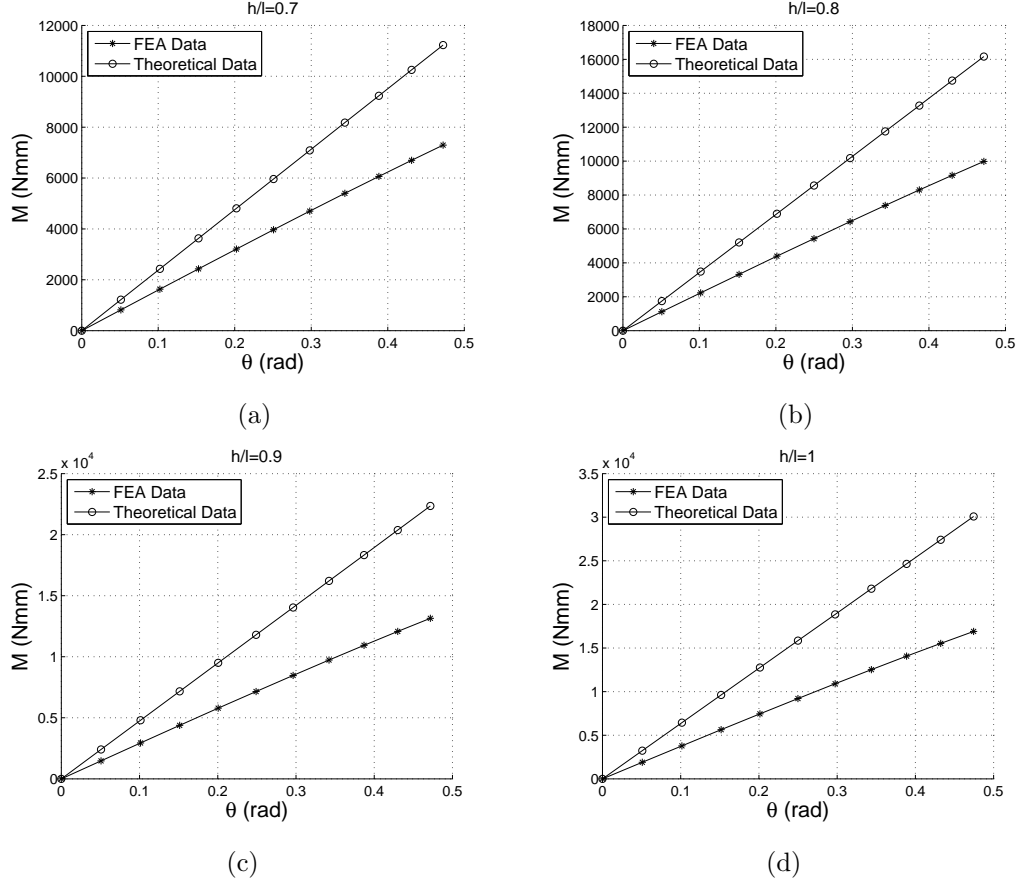 h/l=0.7
12000
10000
8000
6000
4000
2000
0
M (Nmm)
FEA Data
Theoretical Data
0 0.1 0.2 0.3 0.4 0.5
θ (rad)
(a)
h/l=0.8
18000
16000
14000
12000
10000
8000
6000
4000
2000
0
M (Nmm)
FEA Data
Theoretical Data
0 0.1 0.2 0.3 0.4 0.5
θ (rad)
(b)
h/l=0.9
x 10⁴
2.5
2
1.5
1
0.5
0
M (Nmm)
FEA Data
Theoretical Data
0 0.1 0.2 0.3 0.4 0.5
θ (rad)
(c)
h/l=1
x 10⁴
3.5
3
2.5
2
1.5
1
0.5
0
M (Nmm)
FEA Data
Theoretical Data
0 0.1 0.2 0.3 0.4 0.5
θ (rad)
(d)